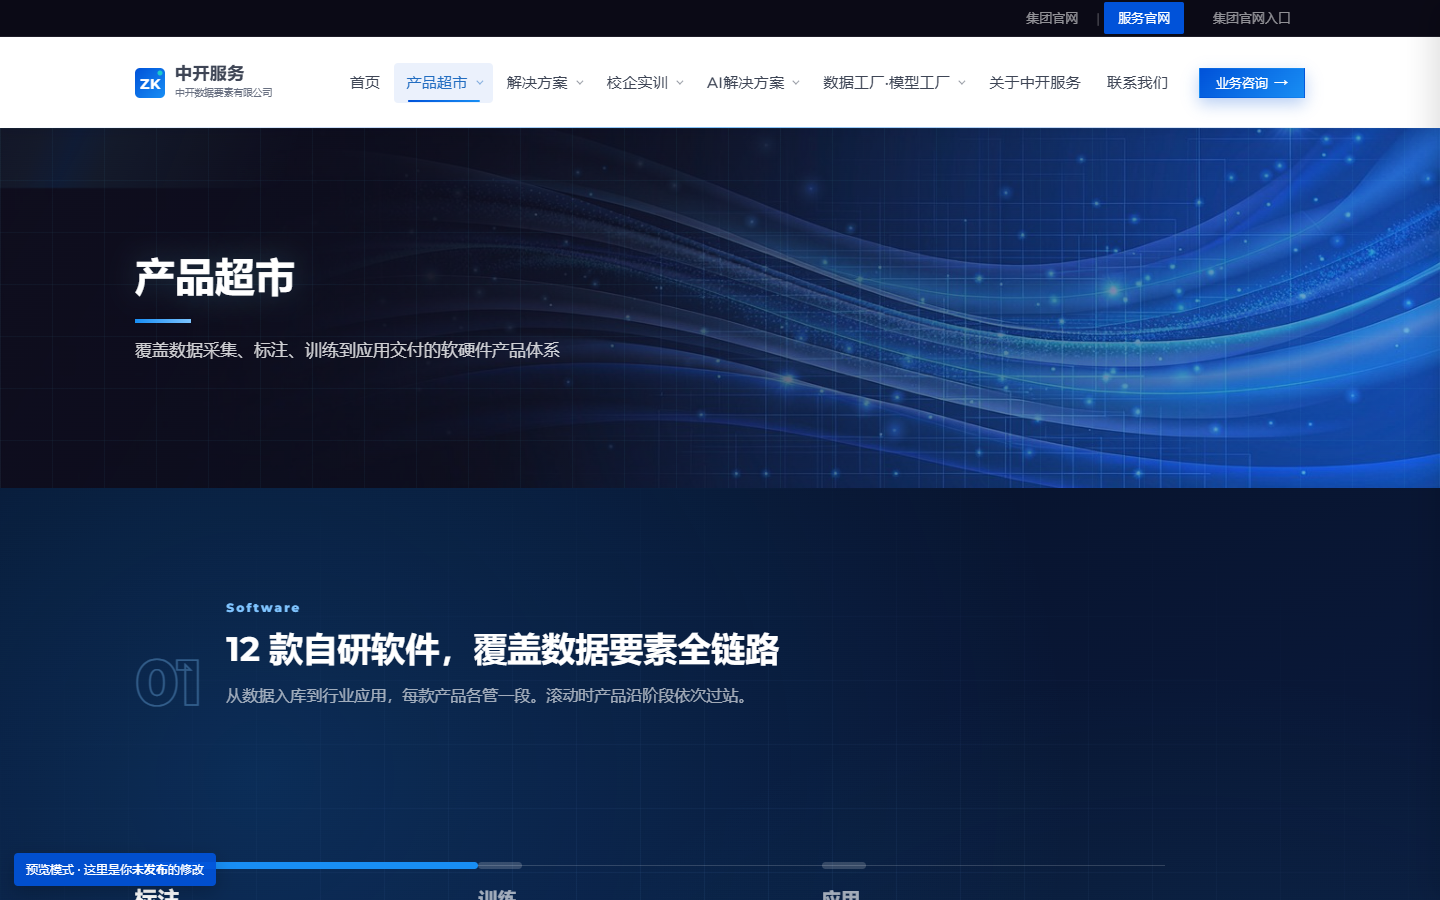 集团官网 | 服务官网 集团官网入口
ZK 中开服务
中开数据要素有限公司
首页 产品超市 解决方案 校企实训 AI解决方案 数据工厂·模型工厂 关于中开服务 联系我们 业务咨询 →
产品超市
覆盖数据采集、标注、训练到应用交付的软硬件产品体系
Software
01
12 款自研软件，覆盖数据要素全链路
从数据入库到行业应用，每款产品各管一段。滚动时产品沿阶段依次过站。
预览模式 · 这里是你未发布的修改
标注 训练 应用